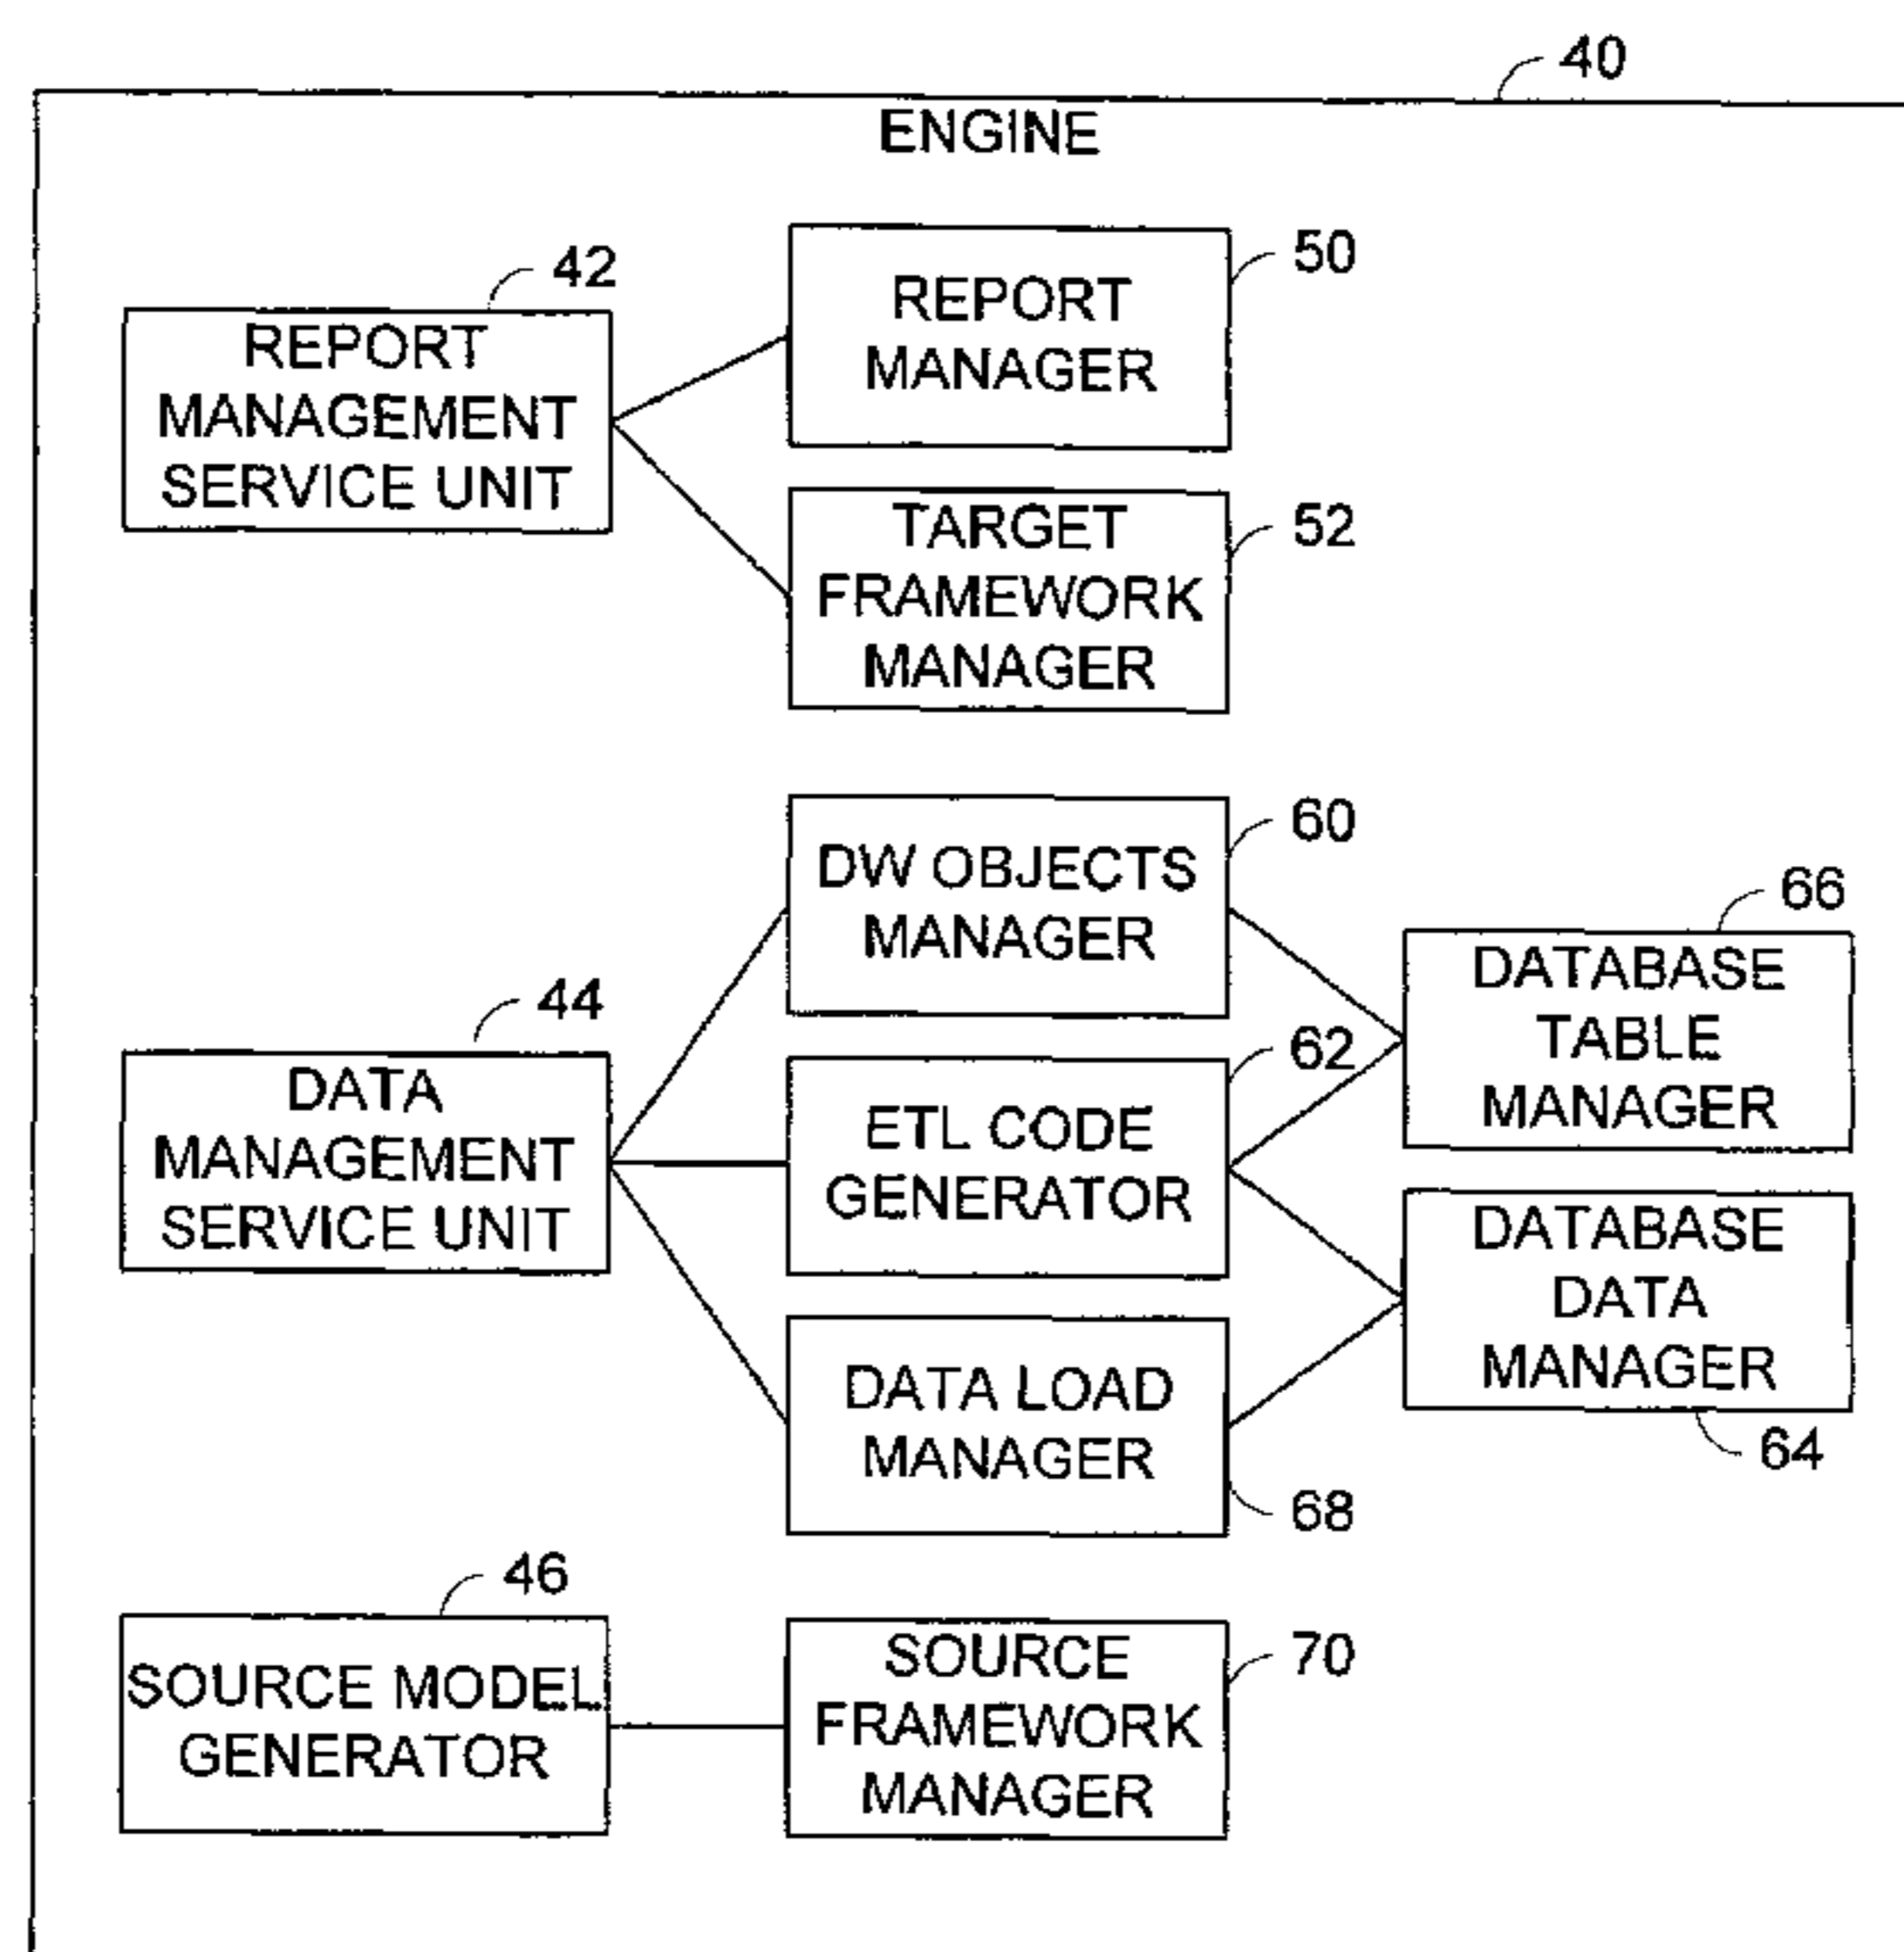 40
ENGINE
42
REPORT
MANAGEMENT
SERVICE UNIT
50
REPORT
MANAGER
52
TARGET
FRAMEWORK
MANAGER
60
DW OBJECTS
MANAGER
66
DATABASE
TABLE
MANAGER
44
DATA
MANAGEMENT
SERVICE UNIT
62
ETL CODE
GENERATOR
DATABASE
DATA
MANAGER
64
DATA LOAD
MANAGER
68
46
SOURCE MODEL
GENERATOR
70
SOURCE
FRAMEWORK
MANAGER